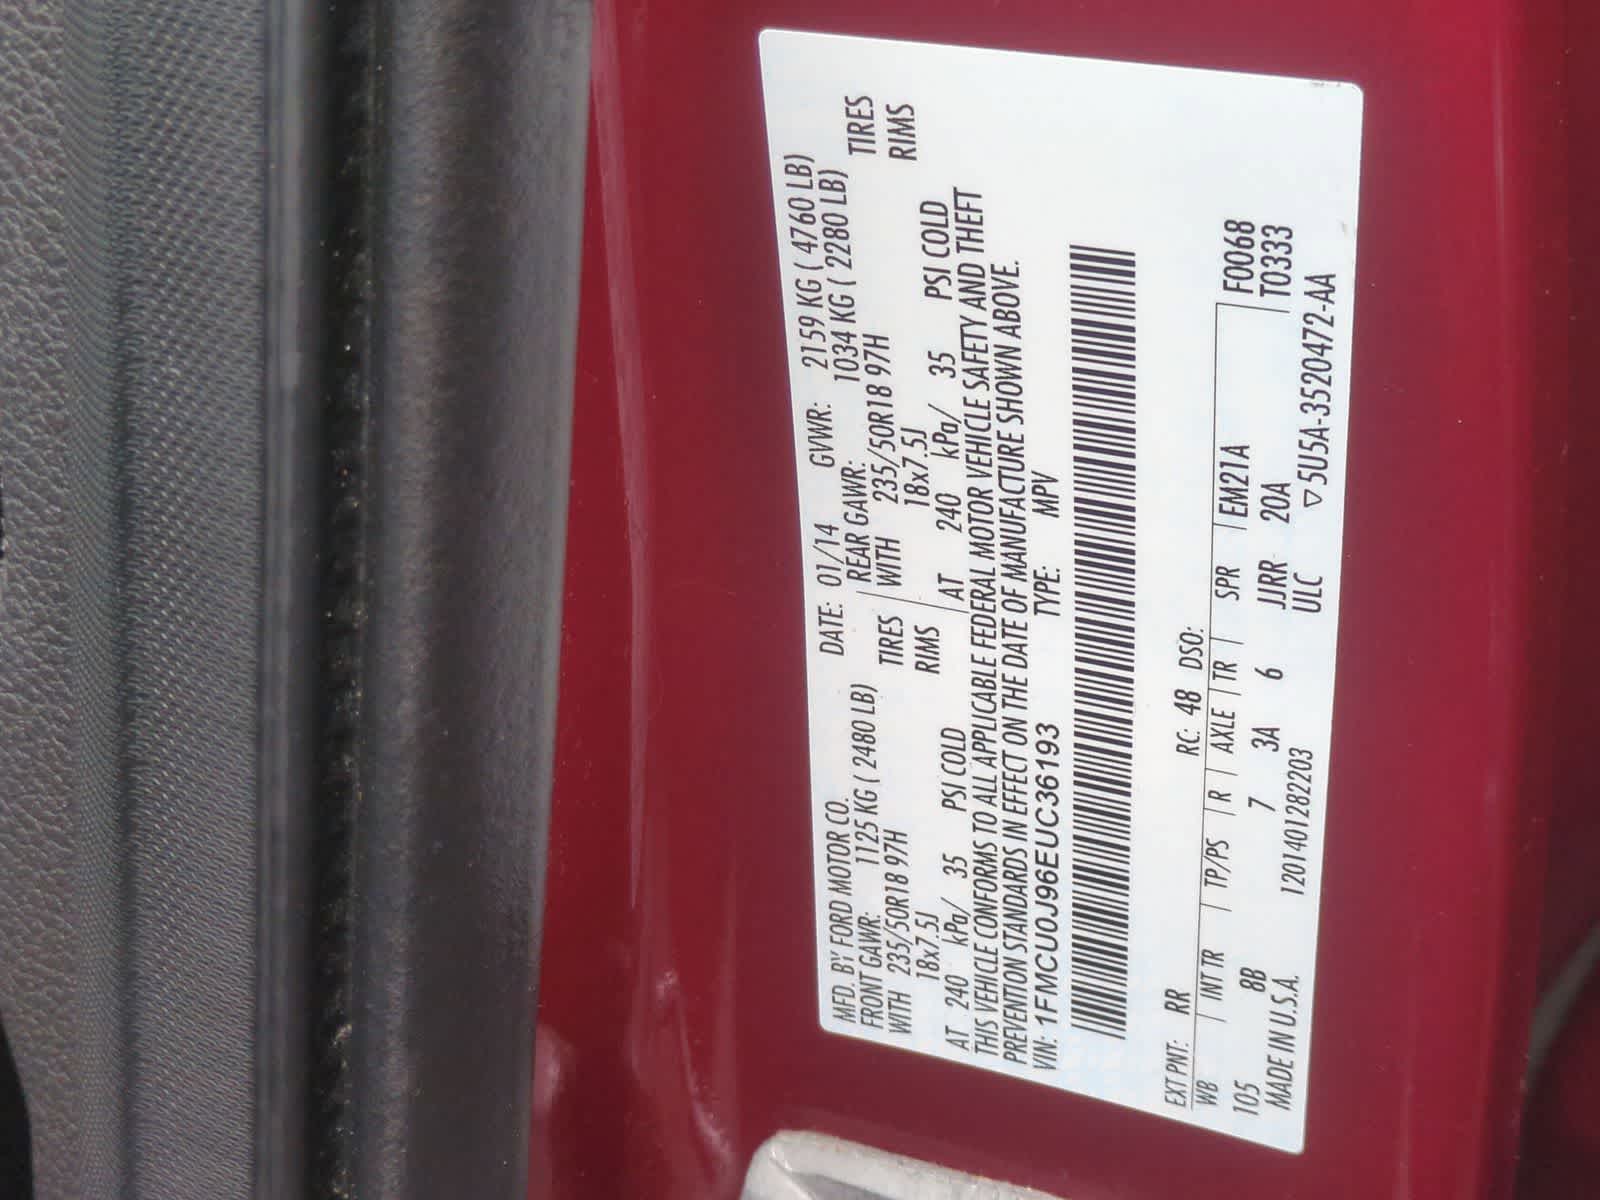 MFD. BY FORD MOTOR CO. DATE: 01/14 GVWR: 2159 KG ( 4760 LB)
FRONT GAWR: 1125 KG ( 2480 LB) REAR GAWR: 1034 KG ( 2280 LB)
WITH 235/50R18 97H TIRES WITH 235/50R18 97H TIRES
18x7.5J RIMS 18x7.5J RIMS
AT 240 kPa/ 35 PSI COLD AT 240 kPa/ 35 PSI COLD
THIS VEHICLE CONFORMS TO ALL APPLICABLE FEDERAL MOTOR VEHICLE SAFETY AND THEFT
PREVENTION STANDARDS IN EFFECT ON THE DATE OF MANUFACTURE SHOWN ABOVE.
VIN: 1FMCU0J96EUC36193 TYPE: MPV
EXT PNT: RR RC: 48 DSO:
WB INT TR TP/PS R AXLE TR SPR EM21A F0068
105 8B 7 3A 6 JJRR 20A T0333
MADE IN U.S.A. 120140128203 ULC ▽5U5A-3520472-AA